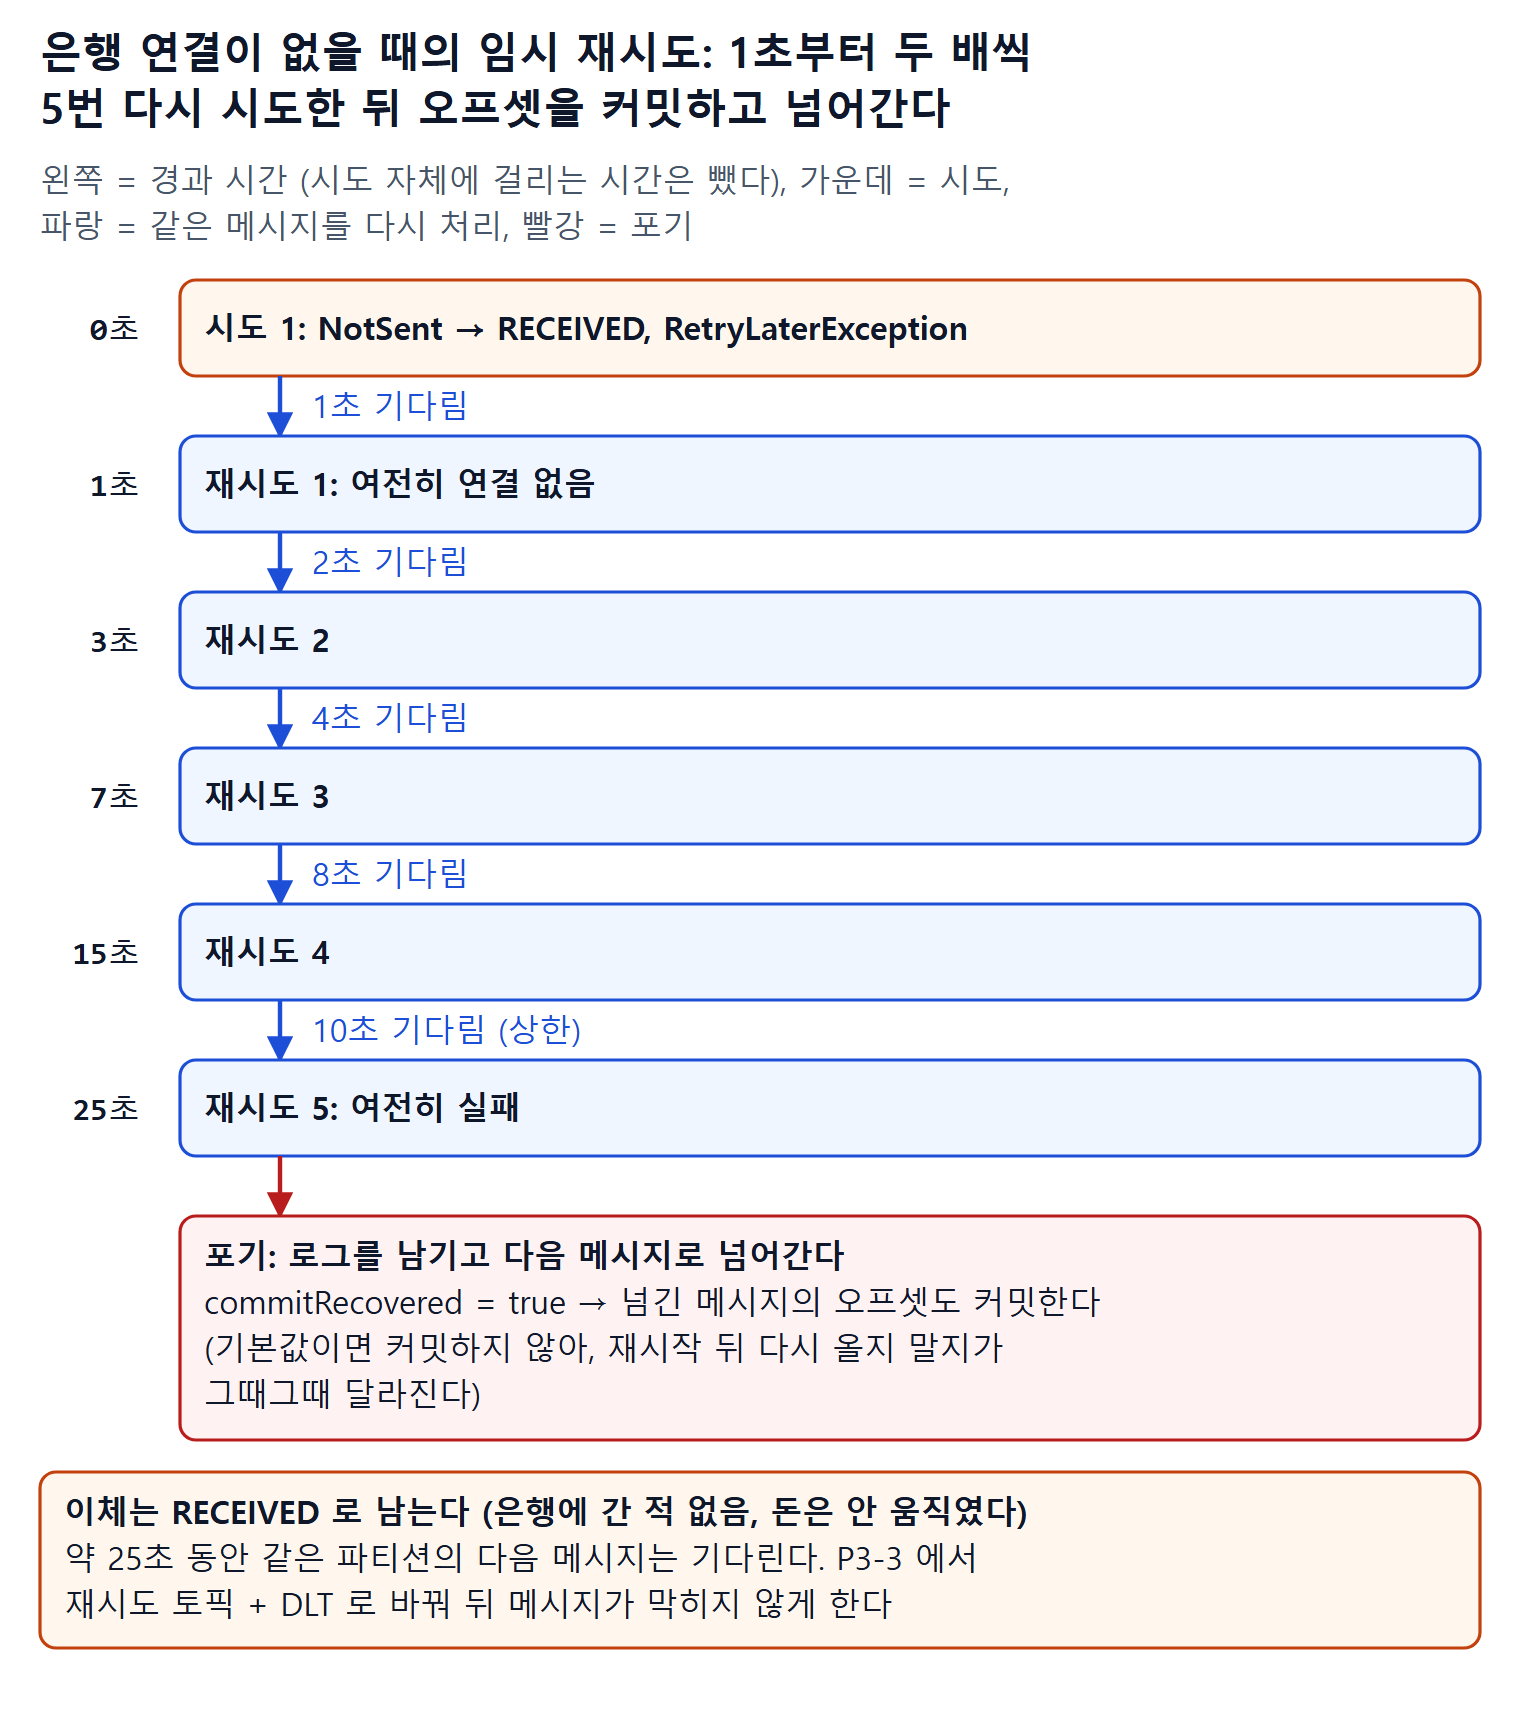 은행 연결이 없을 때의 임시 재시도: 1초부터 두 배씩
5번 다시 시도한 뒤 오프셋을 커밋하고 넘어간다
왼쪽 = 경과 시간 (시도 자체에 걸리는 시간은 뺐다), 가운데 = 시도,
파랑 = 같은 메시지를 다시 처리, 빨강 = 포기
0초
시도 1: NotSent → RECEIVED, RetryLaterException
1초 기다림
1초
재시도 1: 여전히 연결 없음
2초 기다림
3초
재시도 2
4초 기다림
7초
재시도 3
8초 기다림
15초
재시도 4
10초 기다림 (상한)
25초
재시도 5: 여전히 실패
포기: 로그를 남기고 다음 메시지로 넘어간다
commitRecovered = true → 넘긴 메시지의 오프셋도 커밋한다
(기본값이면 커밋하지 않아, 재시작 뒤 다시 올지 말지가
그때그때 달라진다)
이체는 RECEIVED 로 남는다 (은행에 간 적 없음, 돈은 안 움직였다)
약 25초 동안 같은 파티션의 다음 메시지는 기다린다. P3-3 에서
재시도 토픽 + DLT 로 바꿔 뒤 메시지가 막히지 않게 한다